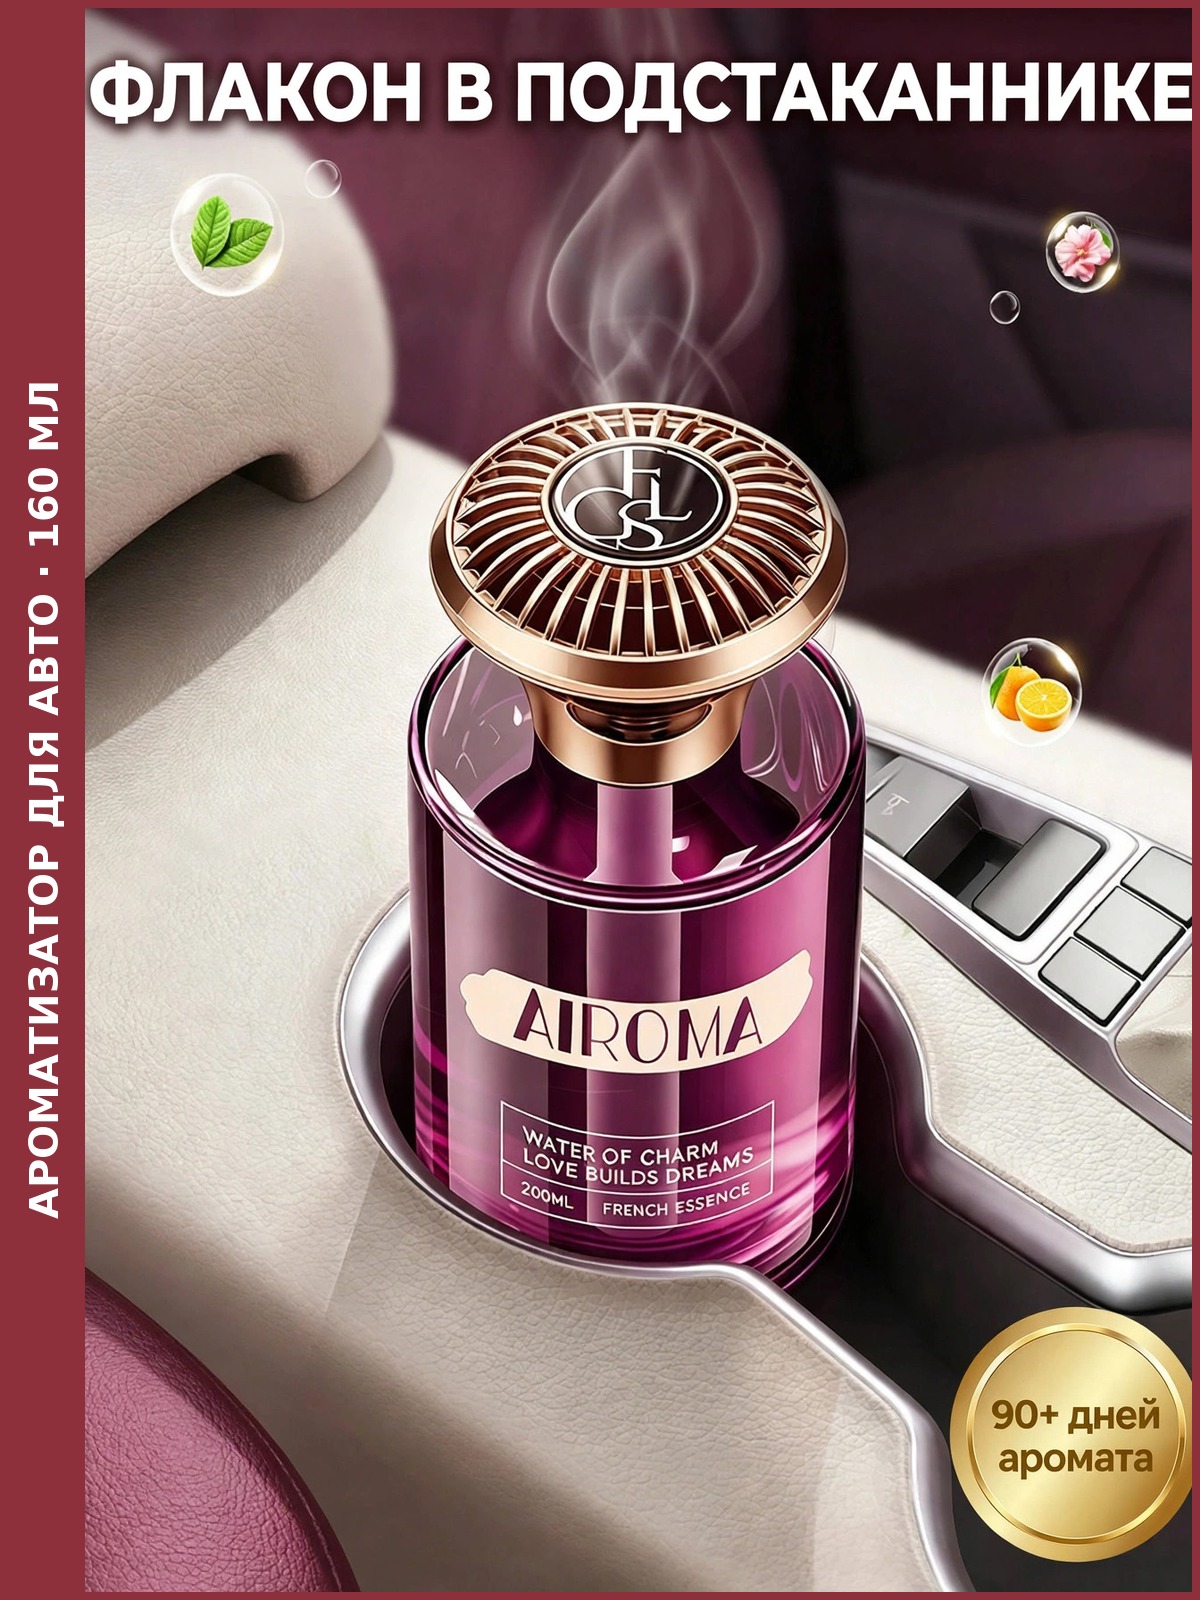 ФЛАКОН В ПОДСТАКАННИКЕ
АРОМАТИЗАТОР ДЛЯ АВТО · 160 МЛ
AIROMA
WATER OF CHARM
LOVE BUILDS DREAMS
200ML FRENCH ESSENCE
90+ дней
аромата